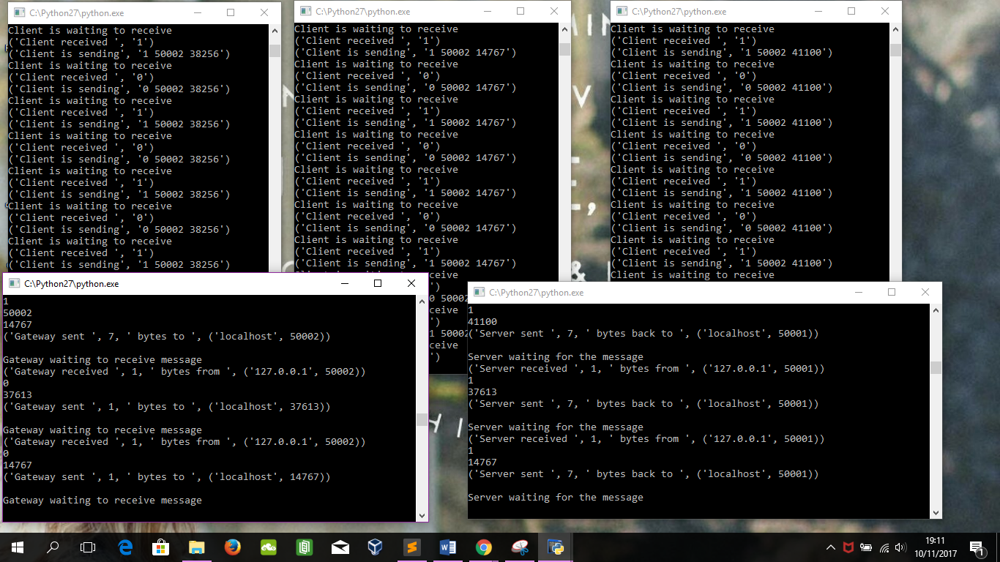 C:\Python27\python.exe
Client is waiting to receive
('Client received ', '1')
('Client is sending', '1 50002 38256')
Client is waiting to receive
('Client received ', '0')
('Client is sending', '0 50002 38256')
Client is waiting to receive
('Client received ', '1')
('Client is sending', '1 50002 38256')
Client is waiting to receive
('Client received ', '0')
('Client is sending', '0 50002 38256')
Client is waiting to receive
('Client received ', '1')
('Client is sending', '1 50002 38256')
Client is waiting to receive
('Client received ', '0')
('Client is sending', '0 50002 38256')
Client is waiting to receive
('Client received ', '1')
('Client is sending', '1 50002 38256')
C:\Python27\python.exe
Client is waiting to receive
('Client received ', '1')
('Client is sending', '1 50002 14767')
Client is waiting to receive
('Client received ', '0')
('Client is sending', '0 50002 14767')
Client is waiting to receive
('Client received ', '1')
('Client is sending', '1 50002 14767')
Client is waiting to receive
('Client received ', '0')
('Client is sending', '0 50002 14767')
Client is waiting to receive
('Client received ', '1')
('Client is sending', '1 50002 14767')
Client is waiting to receive
('Client received ', '0')
('Client is sending', '0 50002 14767')
Client is waiting to receive
('Client received ', '1')
('Client is sending', '1 50002 14767')
ceive
')
0 50002
ceive
')
1 50002
ceive
')
C:\Python27\python.exe
Client is waiting to receive
('Client received ', '1')
('Client is sending', '1 50002 41100')
Client is waiting to receive
('Client received ', '0')
('Client is sending', '0 50002 41100')
Client is waiting to receive
('Client received ', '1')
('Client is sending', '1 50002 41100')
Client is waiting to receive
('Client received ', '0')
('Client is sending', '0 50002 41100')
Client is waiting to receive
('Client received ', '1')
('Client is sending', '1 50002 41100')
Client is waiting to receive
('Client received ', '0')
('Client is sending', '0 50002 41100')
Client is waiting to receive
('Client received ', '1')
('Client is sending', '1 50002 41100')
Client is waiting to receive
C:\Python27\python.exe
1
50002
14767
('Gateway sent ', 7, ' bytes to ', ('localhost', 50002))
Gateway waiting to receive message
('Gateway received ', 1, ' bytes from ', ('127.0.0.1', 50002))
0
37613
('Gateway sent ', 1, ' bytes to ', ('localhost', 37613))
Gateway waiting to receive message
('Gateway received ', 1, ' bytes from ', ('127.0.0.1', 50002))
0
14767
('Gateway sent ', 1, ' bytes to ', ('localhost', 14767))
Gateway waiting to receive message
C:\Python27\python.exe
1
41100
('Server sent ', 7, ' bytes back to ', ('localhost', 50001))
Server waiting for the message
('Server received ', 1, ' bytes from ', ('127.0.0.1', 50001))
1
37613
('Server sent ', 7, ' bytes back to ', ('localhost', 50001))
Server waiting for the message
('Server received ', 1, ' bytes from ', ('127.0.0.1', 50001))
1
14767
('Server sent ', 7, ' bytes back to ', ('localhost', 50001))
Server waiting for the message
19:11
10/11/2017
1